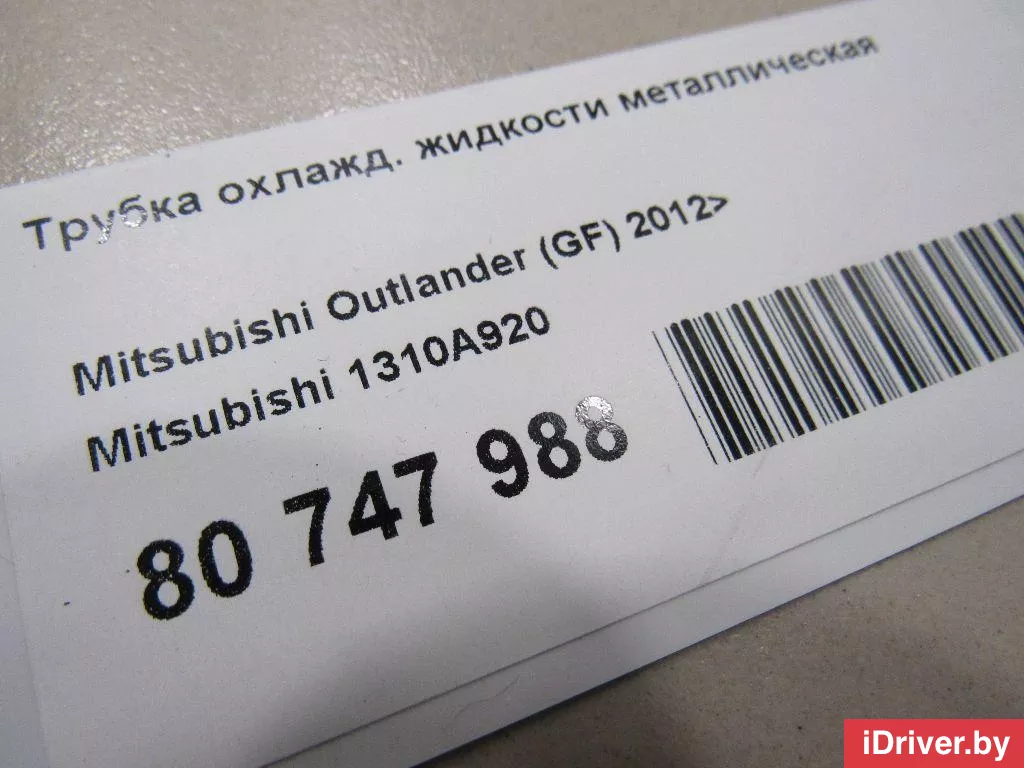 Трубка охлажд. жидкости металлическая
Mitsubishi Outlander (GF) 2012>
Mitsubishi 1310A920
80 747 988
iDriver.by